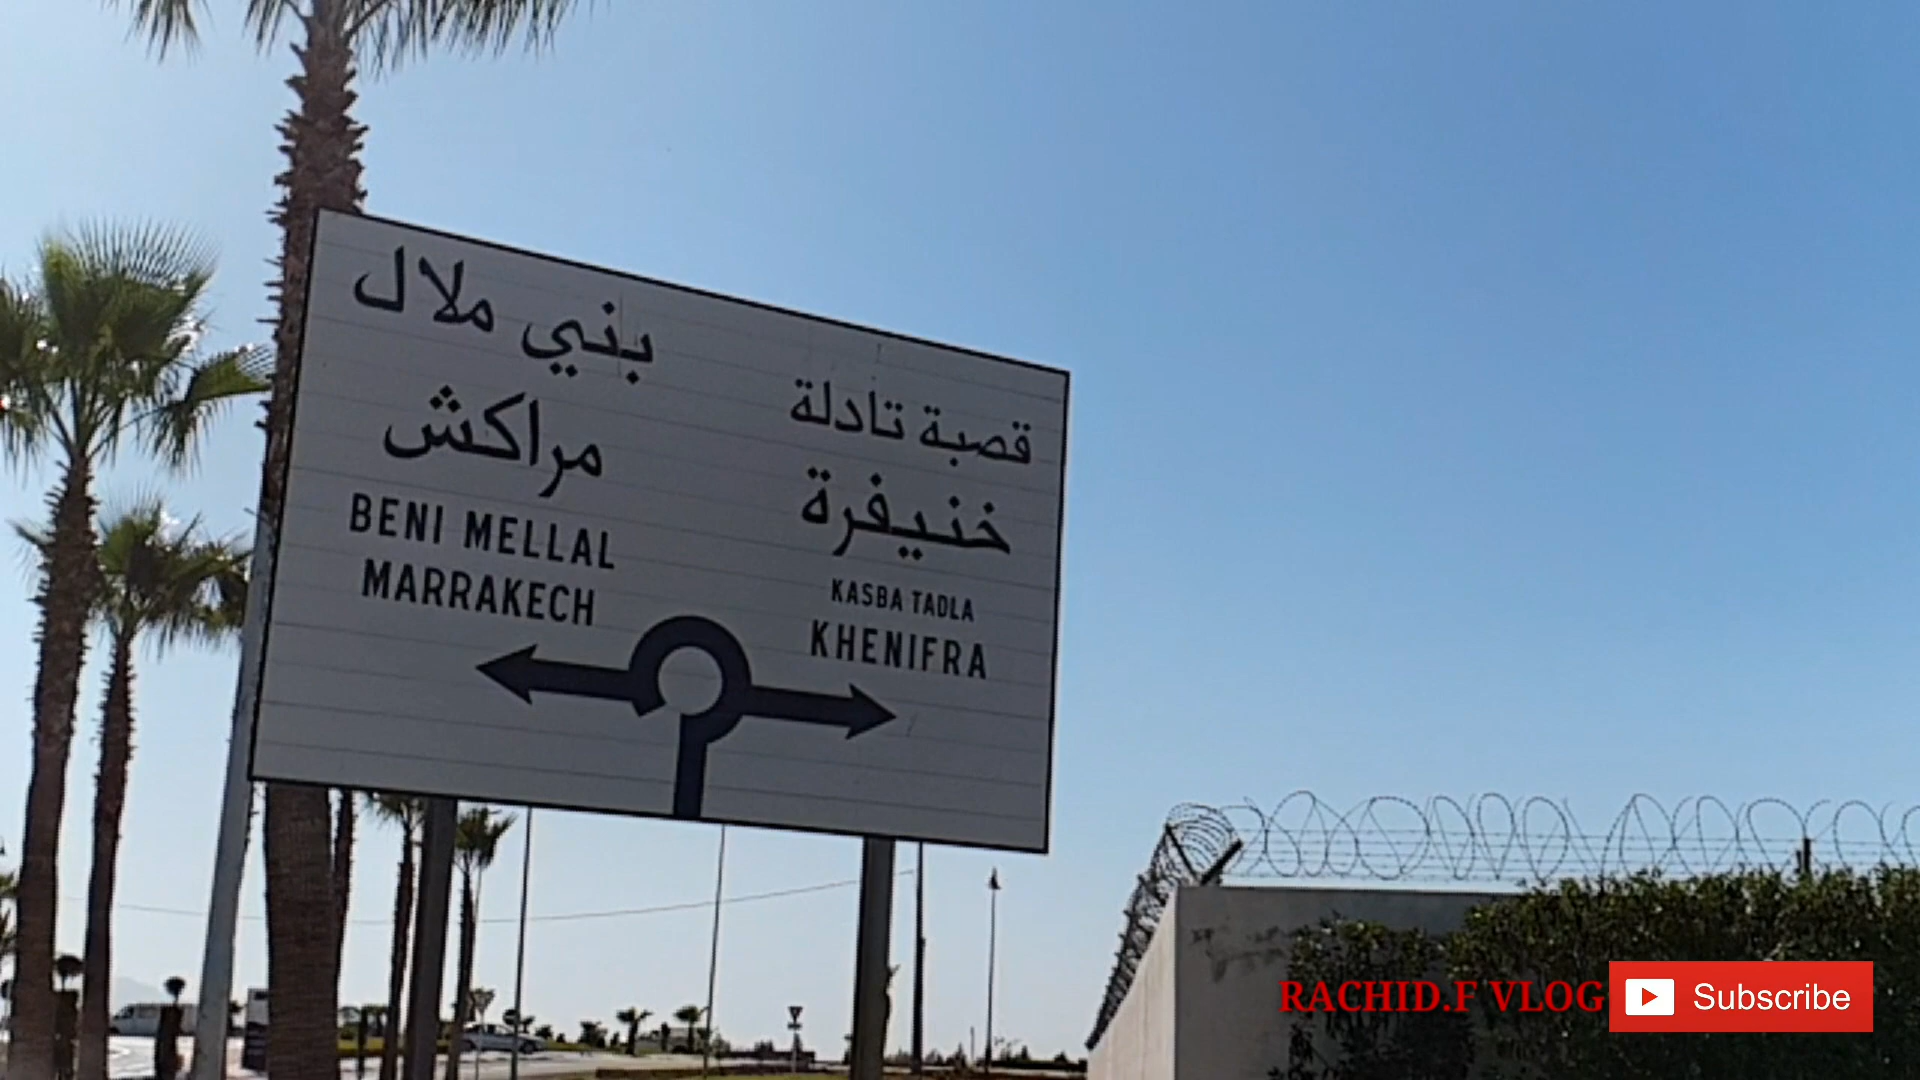 بني ملال
مراكش
BENI MELLAL
MARRAKECH
قصبة تادلة
خنيفرة
KASBA TADLA
KHENIFRA
RACHID.F VLOG
Subscribe